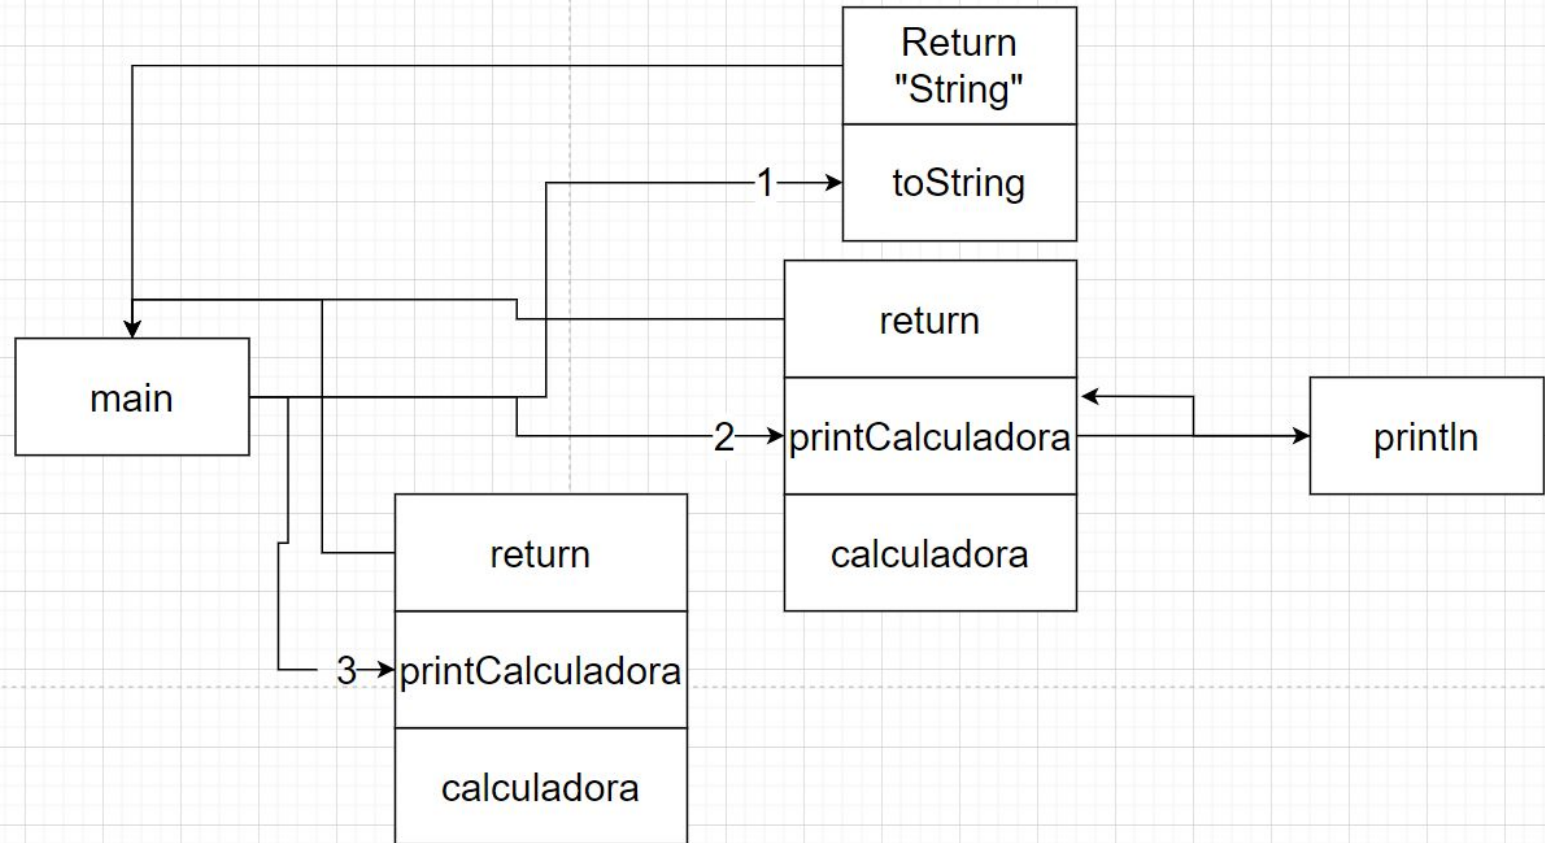 Return
"String"
1
toString
return
main
2
printCalculadora
println
return
calculadora
3
printCalculadora
calculadora